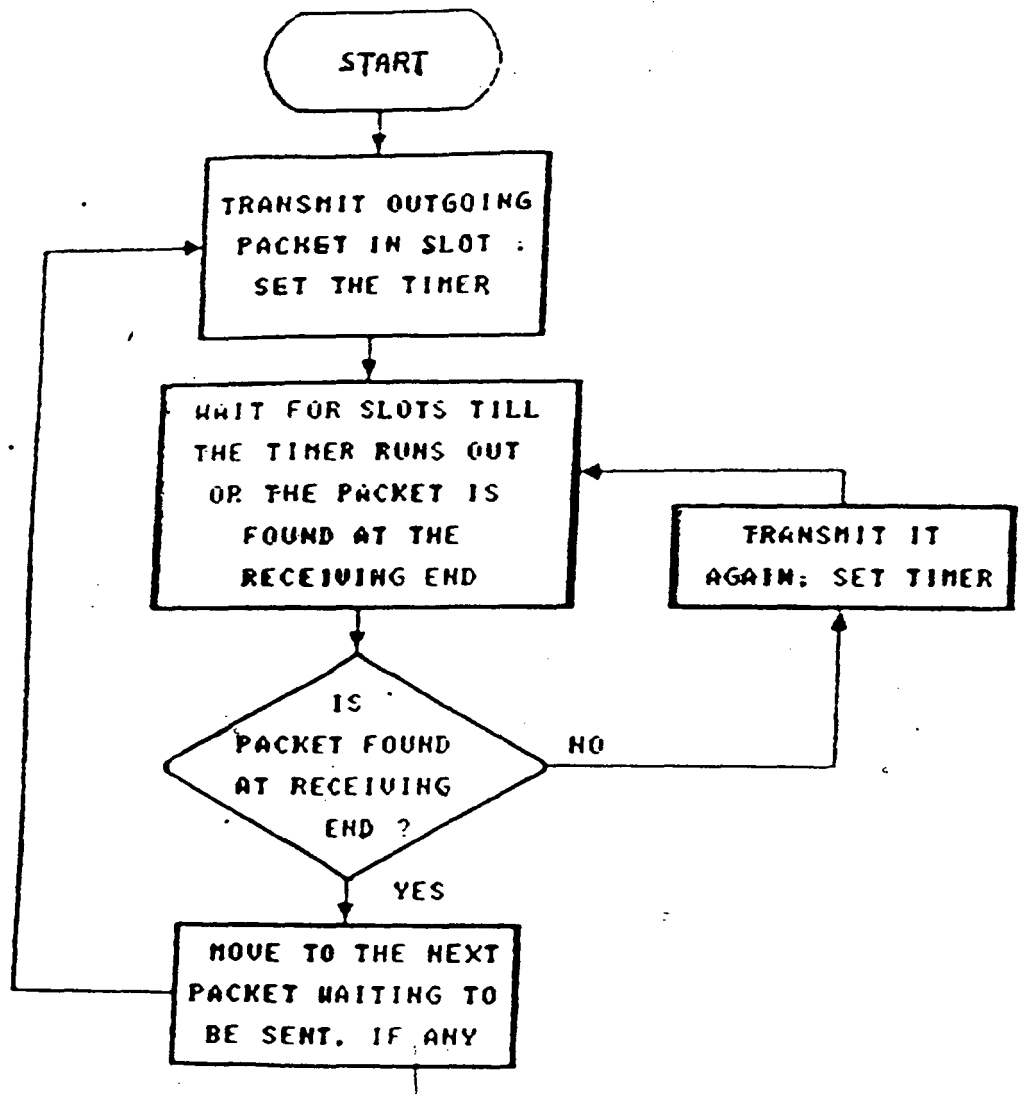 START
TRANSMIT OUTGOING
PACKET IN SLOT :
SET THE TIMER
WAIT FOR SLOTS TILL
THE TIMER RUNS OUT
OR THE PACKET IS
FOUND AT THE
RECEIVING END
TRANSMIT IT
AGAIN: SET TIMER
IS
PACKET FOUND
AT RECEIVING
END ?
NO
YES
MOVE TO THE NEXT
PACKET WAITING TO
BE SENT. IF ANY